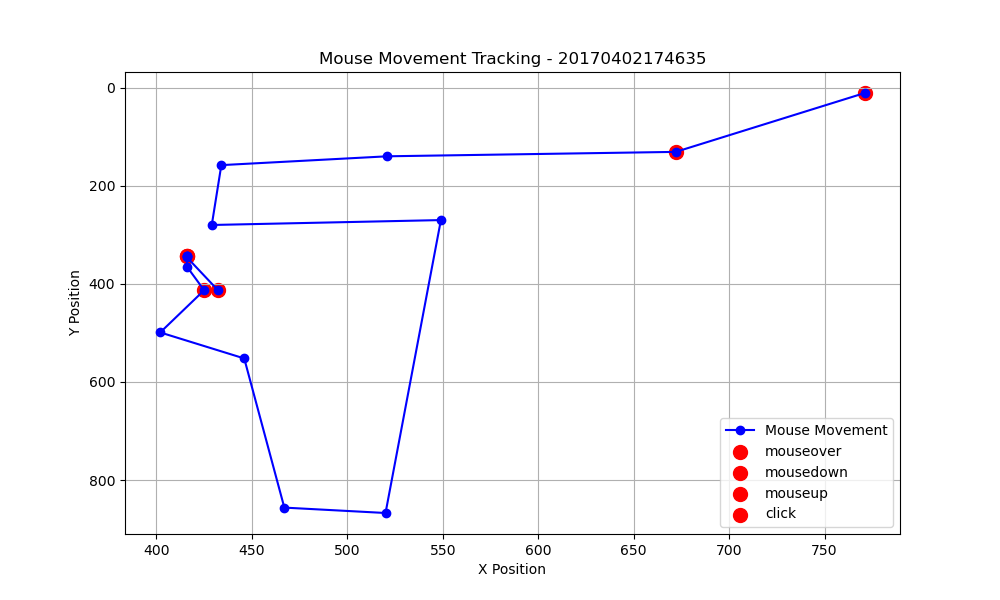 Mouse Movement Tracking - 20170402174635
0
200
400
600
800
Y Position
400
450
500
550
600
650
700
750
X Position
Mouse Movement
mouseover
mousedown
mouseup
click